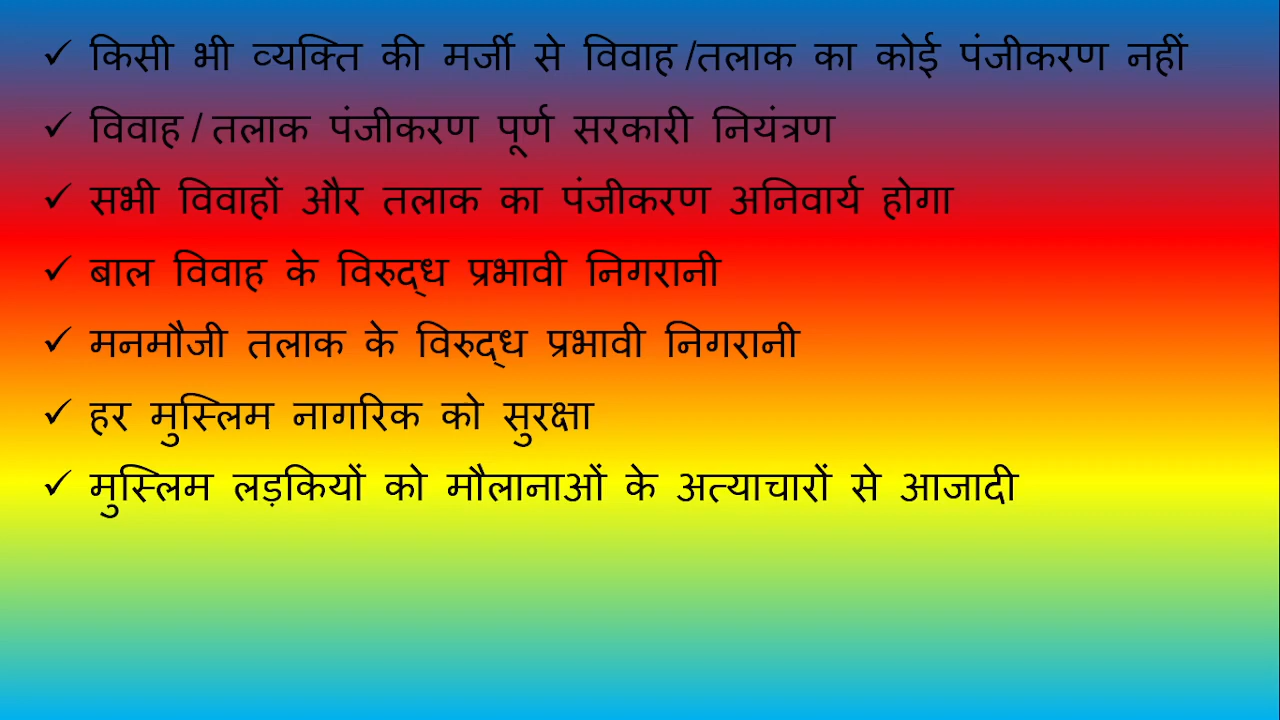 ✓ किसी भी व्यक्ति की मर्जी से विवाह /तलाक का कोई पंजीकरण नहीं
✓ विवाह / तलाक पंजीकरण पूर्ण सरकारी नियंत्रण
✓ सभी विवाहों और तलाक का पंजीकरण अनिवार्य होगा
✓ बाल विवाह के विरुद्ध प्रभावी निगरानी
✓ मनमौजी तलाक के विरुद्ध प्रभावी निगरानी
✓ हर मुस्लिम नागरिक को सुरक्षा
✓ मुस्लिम लड़कियों को मौलानाओं के अत्याचारों से आजादी